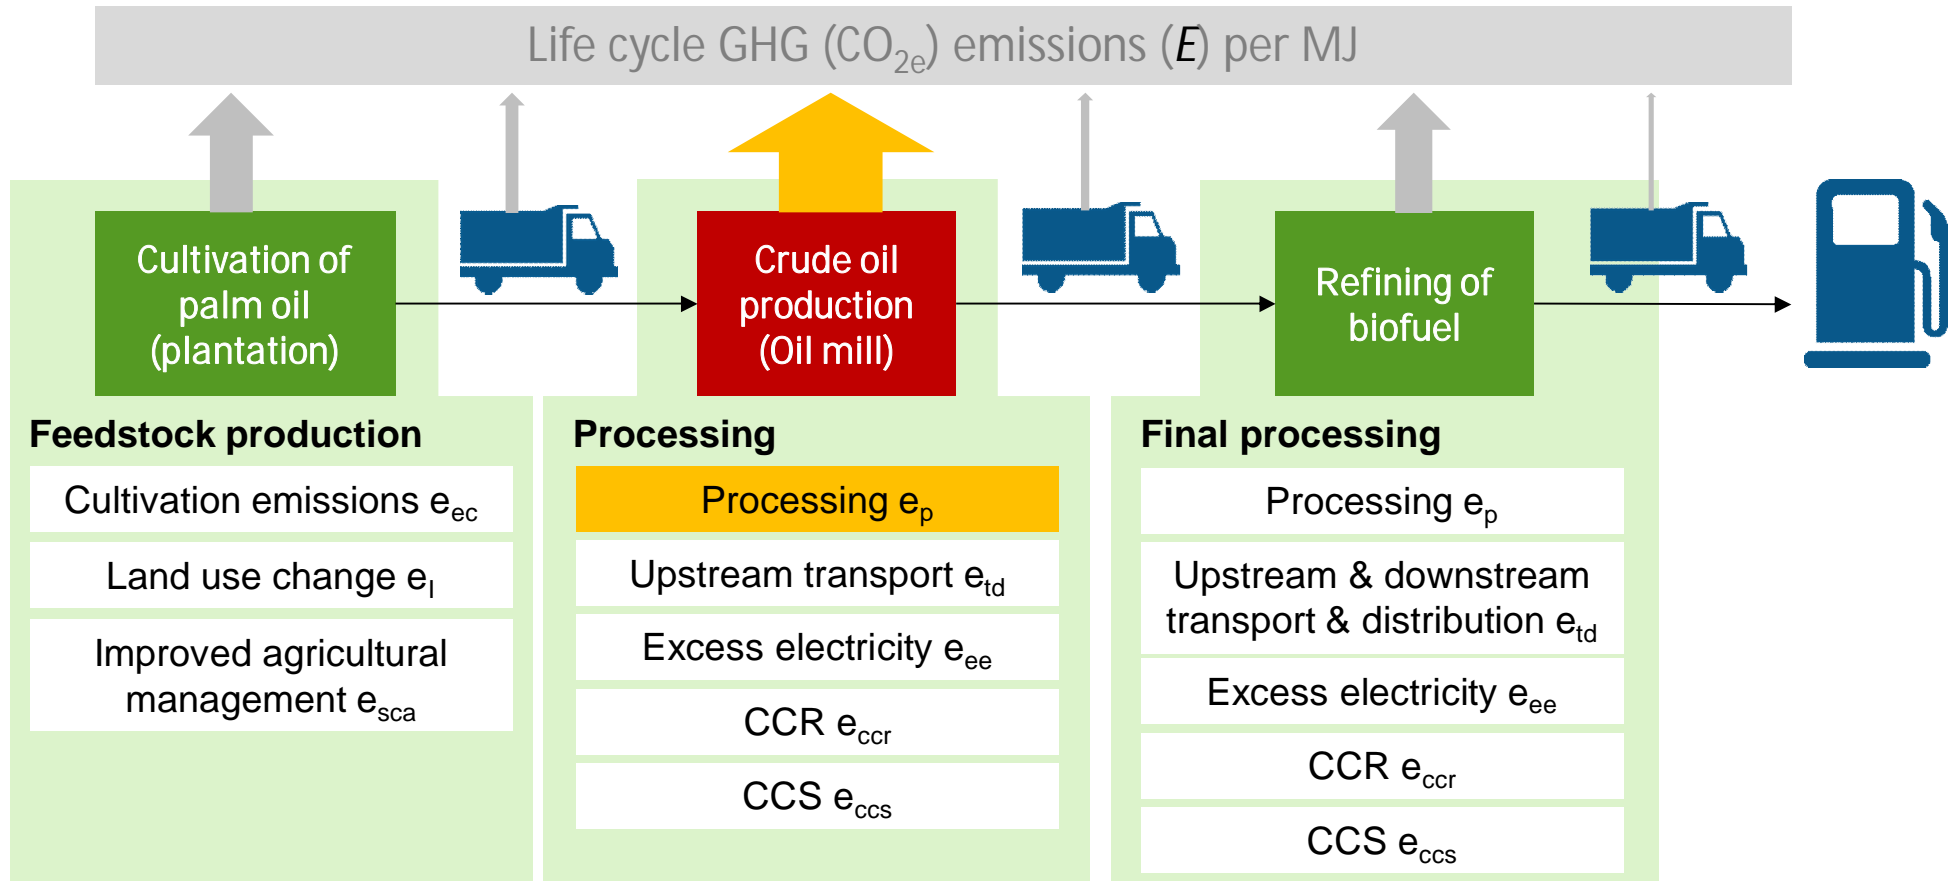 Life cycle GHG (CO2e) emissions (E) per MJ
Cultivation of
palm oil
(plantation)
Crude oil
production
(Oil mill)
Refining of
biofuel
Feedstock production
Cultivation emissions eec
Land use change el
Improved agricultural
management esca
Processing
Processing ep
Upstream transport etd
Excess electricity eee
CCR eccr
CCS eccs
Final processing
Processing ep
Upstream & downstream
transport & distribution etd
Excess electricity eee
CCR eccr
CCS eccs